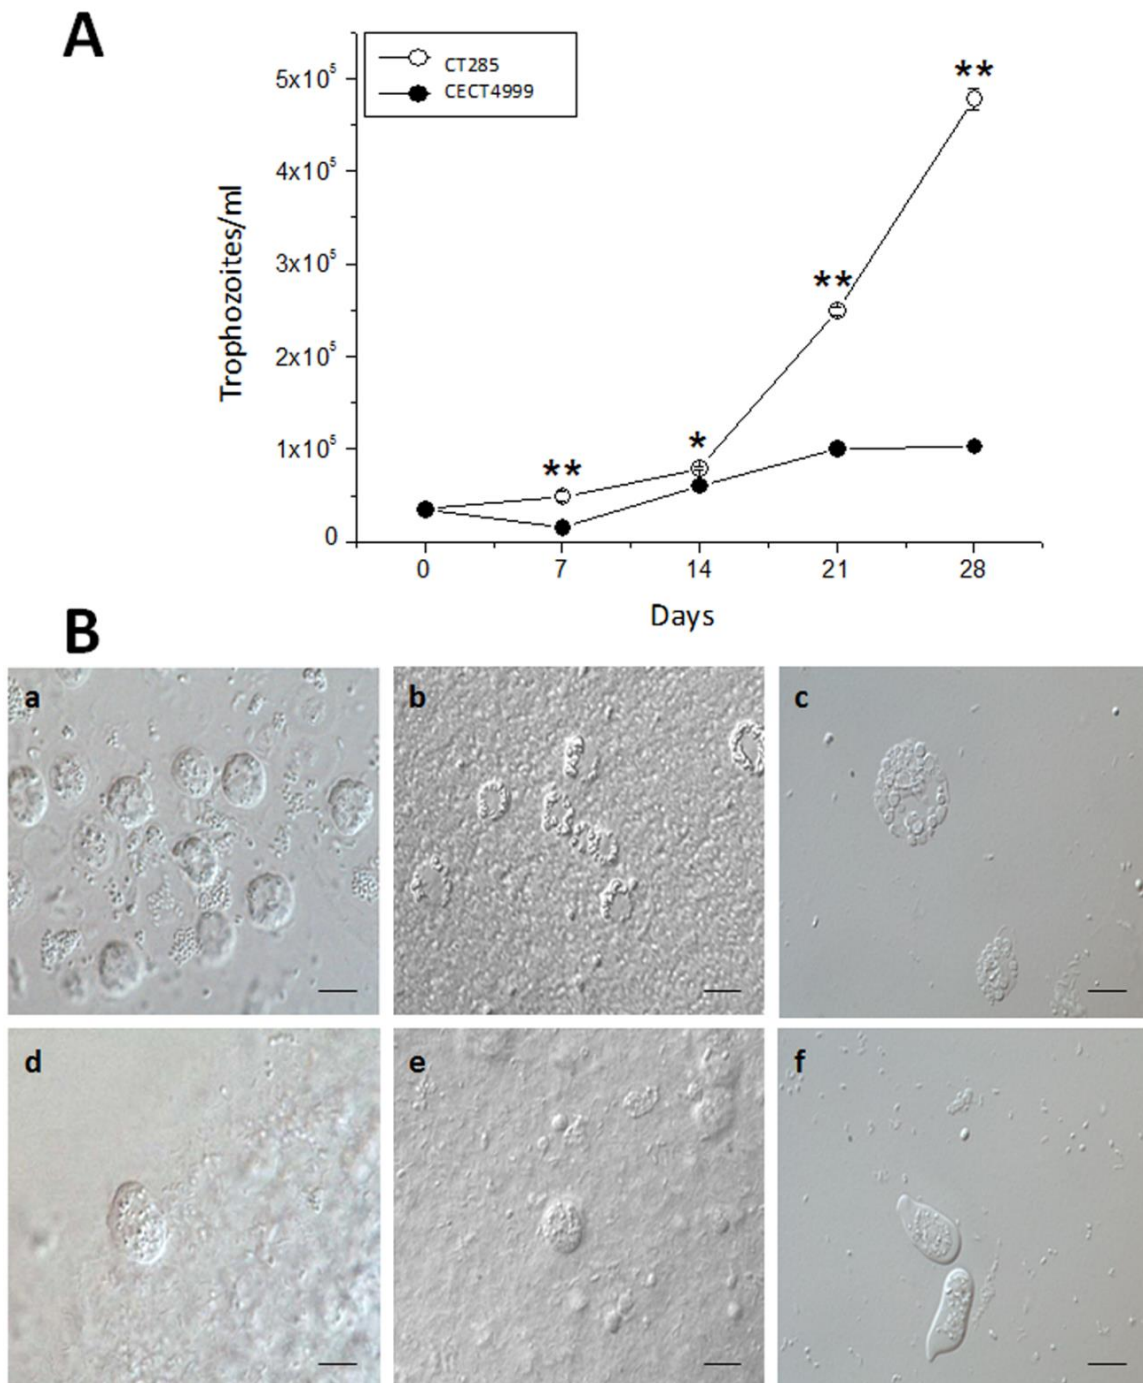 A
CT285
CECT4999
Trophozoites/ml
5x10⁵
4x10⁵
3x10⁵
2x10⁵
1x10⁵
0
**
*
**
**
0 7 14 21 28
Days
B
a b c
d e f